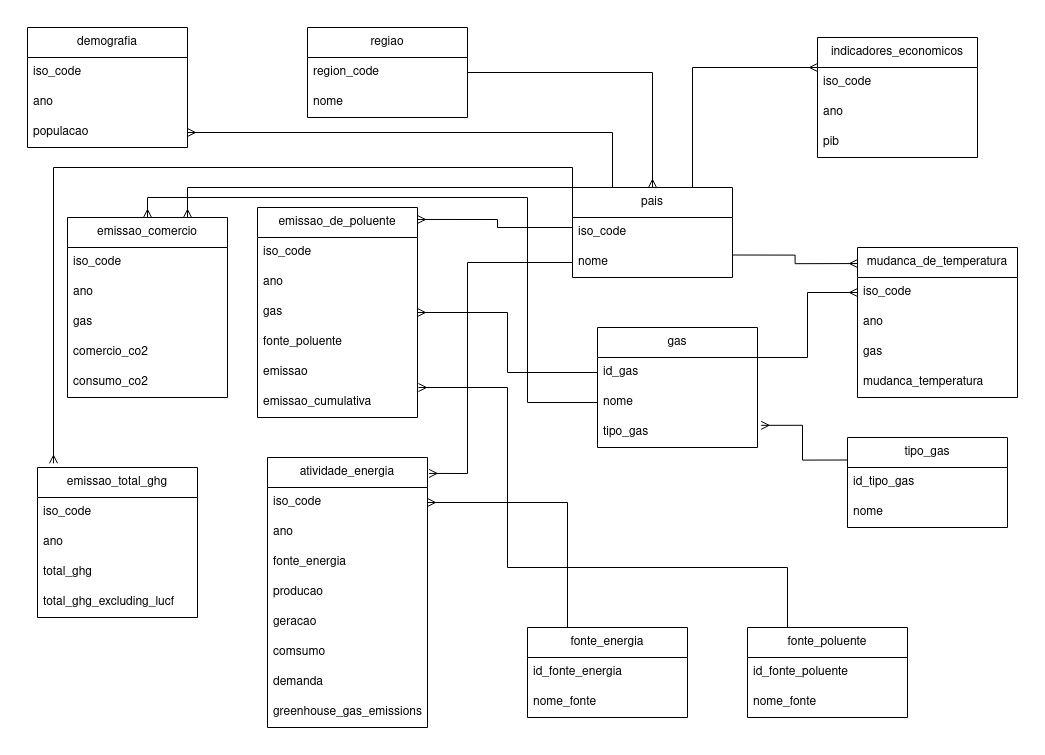 demografia
iso_code
ano
populacao
regiao
region_code
nome
indicadores_economicos
iso_code
ano
pib
pais
iso_code
nome
emissao_comercio
iso_code
ano
gas
comercio_co2
consumo_co2
emissao_de_poluente
iso_code
ano
gas
fonte_poluente
emissao
emissao_cumulativa
mudanca_de_temperatura
iso_code
ano
gas
mudanca_temperatura
gas
id_gas
nome
tipo_gas
tipo_gas
id_tipo_gas
nome
emissao_total_ghg
iso_code
ano
total_ghg
total_ghg_excluding_lucf
atividade_energia
iso_code
ano
fonte_energia
producao
geracao
comsumo
demanda
greenhouse_gas_emissions
fonte_energia
id_fonte_energia
nome_fonte
fonte_poluente
id_fonte_poluente
nome_fonte